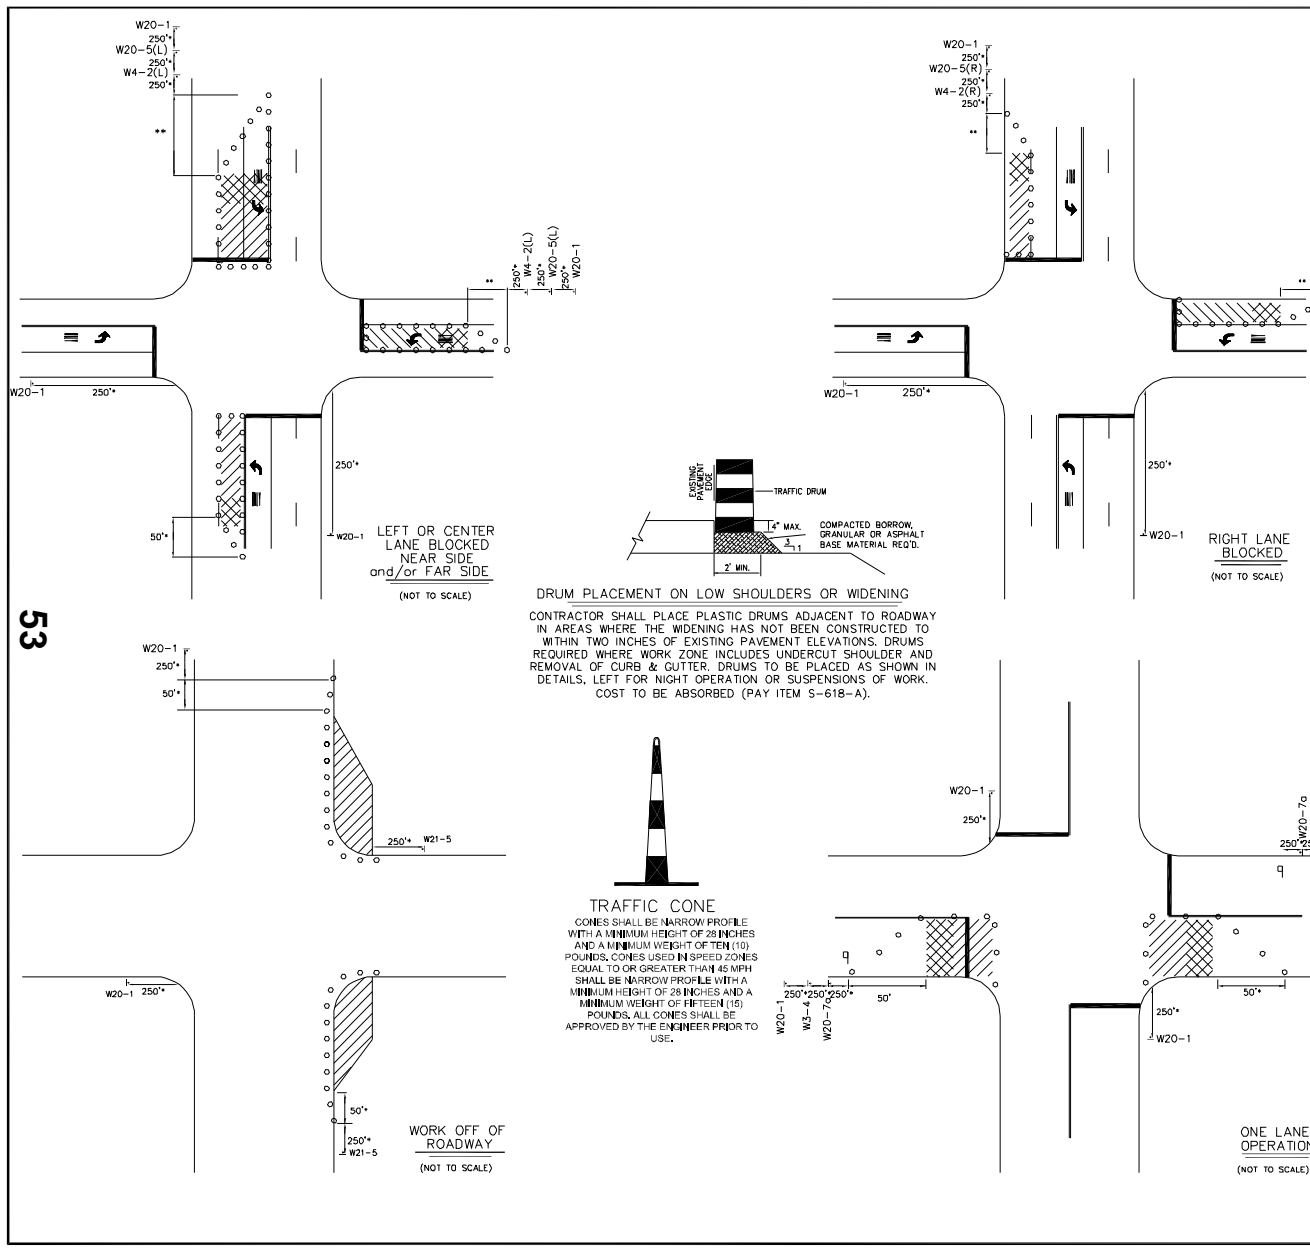 W20-1
250'*
W20-5(L)
250'*
W4-2(L)
250'*
**
**
250'*
W4-2(L)
250'*
W20-5(L)
250'*
W20-1
W20-1
250'*
250'*
W20-1
50'*
LEFT OR CENTER
LANE BLOCKED
NEAR SIDE
and/or FAR SIDE
(NOT TO SCALE)
W20-1
250'*
W20-5(R)
250'*
W4-2(R)
250'*
**
**
W20-1
250'*
250'*
W20-1
RIGHT LANE
BLOCKED
(NOT TO SCALE)
EXISTING
PAVEMENT
EDGE
TRAFFIC DRUM
4" MAX.
COMPACTED BORROW,
GRANULAR OR ASPHALT
BASE MATERIAL REQ'D.
3
1
2' MIN.
DRUM PLACEMENT ON LOW SHOULDERS OR WIDENING
CONTRACTOR SHALL PLACE PLASTIC DRUMS ADJACENT TO ROADWAY
IN AREAS WHERE THE WIDENING HAS NOT BEEN CONSTRUCTED TO
WITHIN TWO INCHES OF EXISTING PAVEMENT ELEVATIONS. DRUMS
REQUIRED WHERE WORK ZONE INCLUDES UNDERCUT SHOULDER AND
REMOVAL OF CURB & GUTTER. DRUMS TO BE PLACED AS SHOWN IN
DETAILS, LEFT FOR NIGHT OPERATION OR SUSPENSIONS OF WORK.
COST TO BE ABSORBED (PAY ITEM S-618-A).
53
W20-1
250'*
50'*
250'*
W21-5
W20-1
250'*
50'*
250'*
W21-5
WORK OFF OF
ROADWAY
(NOT TO SCALE)
TRAFFIC CONE
CONES SHALL BE NARROW PROFILE
WITH A MINIMUM HEIGHT OF 28 INCHES
AND A MINIMUM WEIGHT OF TEN (10)
POUNDS. CONES USED IN SPEED ZONES
EQUAL TO OR GREATER THAN 45 MPH
SHALL BE NARROW PROFILE WITH A
MINIMUM HEIGHT OF 28 INCHES AND A
MINIMUM WEIGHT OF FIFTEEN (15)
POUNDS. ALL CONES SHALL BE
APPROVED BY THE ENGINEER PRIOR TO
USE.
W20-1
250'*
W20-7a
250'*
250'*
250'*
250'*
50'
W20-1
W3-4
W20-7a
50'*
250'*
W20-1
ONE LANE
OPERATION
(NOT TO SCALE)